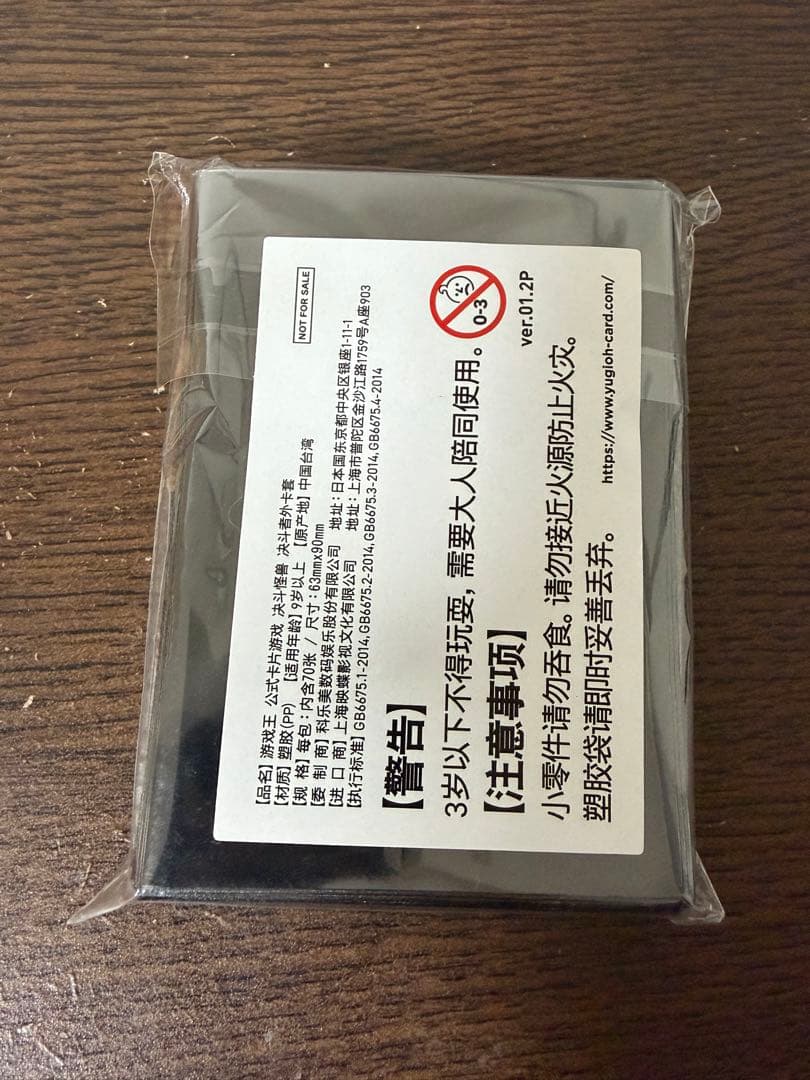 【品名】游戏王 公式卡片游戏 决斗怪兽 决斗者外卡套
【材质】塑胶(PP) 【适用年龄】9岁以上 【原产地】中国台湾
【规 格】每包：内含70张 / 尺寸：63mmx90mm
【委 制 商】科乐美数码娱乐股份有限公司 地址：日本国东京都中央区银座1-11-1
【进 口 商】上海映蝶影视文化有限公司 地址：上海市普陀区金沙江路1759号A座903
【执行标准】GB6675.1-2014,GB6675.2-2014,GB6675.3-2014,GB6675.4-2014
NOT FOR SALE
【警告】
3岁以下不得玩耍，需要大人陪同使用。
0-3
【注意事项】
ver.01.2P
小零件请勿吞食。请勿接近火源防止火灾。
塑胶袋请即时妥善丢弃。
https://www.yugioh-card.com/